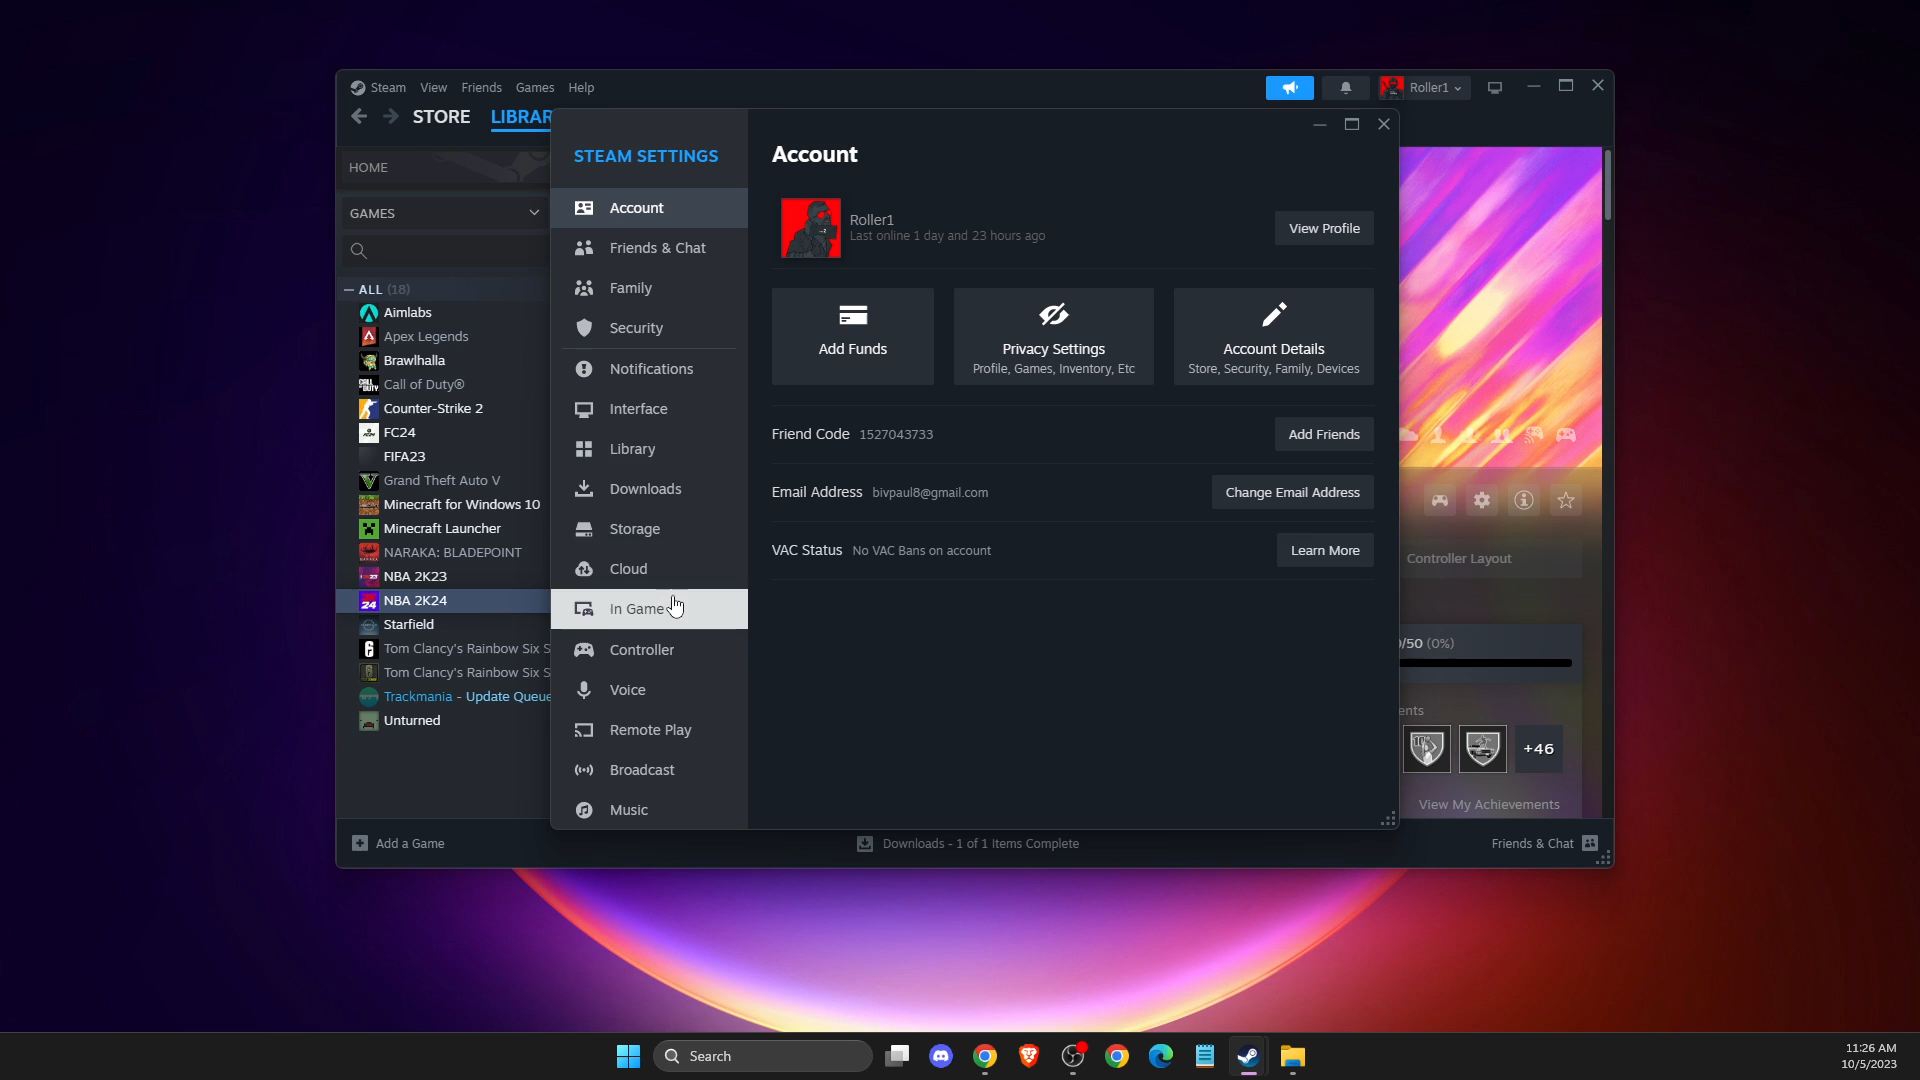 Steam View Friends Games Help
Roller1
STORE LIBRAR
HOME
GAMES
ALL (18)
Aimlabs
Apex Legends
Brawlhalla
Call of Duty®
Counter-Strike 2
FC24
FIFA23
Grand Theft Auto V
Minecraft for Windows 10
Minecraft Launcher
NARAKA: BLADEPOINT
NBA 2K23
NBA 2K24
Starfield
Tom Clancy's Rainbow Six S
Tom Clancy's Rainbow Six S
Trackmania - Update Queue
Unturned
STEAM SETTINGS
Account
Friends & Chat
Family
Security
Notifications
Interface
Library
Downloads
Storage
Cloud
In Game
Controller
Voice
Remote Play
Broadcast
Music
Account
Roller1
Last online 1 day and 23 hours ago
View Profile
Add Funds
Privacy Settings
Profile, Games, Inventory, Etc
Account Details
Store, Security, Family, Devices
Friend Code 1527043733
Add Friends
Email Address bivpaul8@gmail.com
Change Email Address
VAC Status No VAC Bans on account
Learn More
Controller Layout
/50 (0%)
ents
+46
View My Achievements
Add a Game
Downloads - 1 of 1 Items Complete
Friends & Chat
Search
11:26 AM
10/5/2023